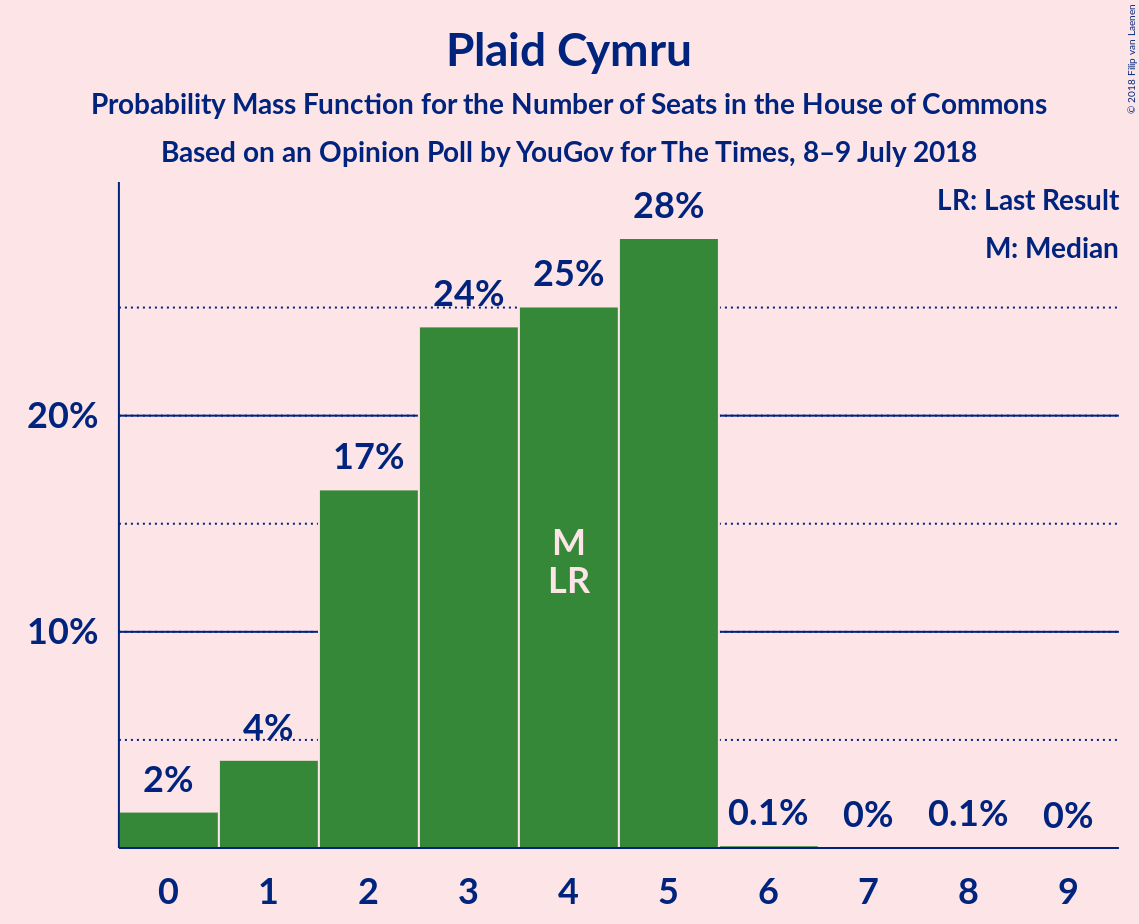 Plaid Cymru
Probability Mass Function for the Number of Seats in the House of Commons
Based on an Opinion Poll by YouGov for The Times, 8–9 July 2018
© 2018 Filip van Laenen
LR: Last Result
M: Median
28%
25%
24%
20%
17%
M
LR
10%
4%
2%
0.1%
0%
0.1%
0%
0 1 2 3 4 5 6 7 8 9